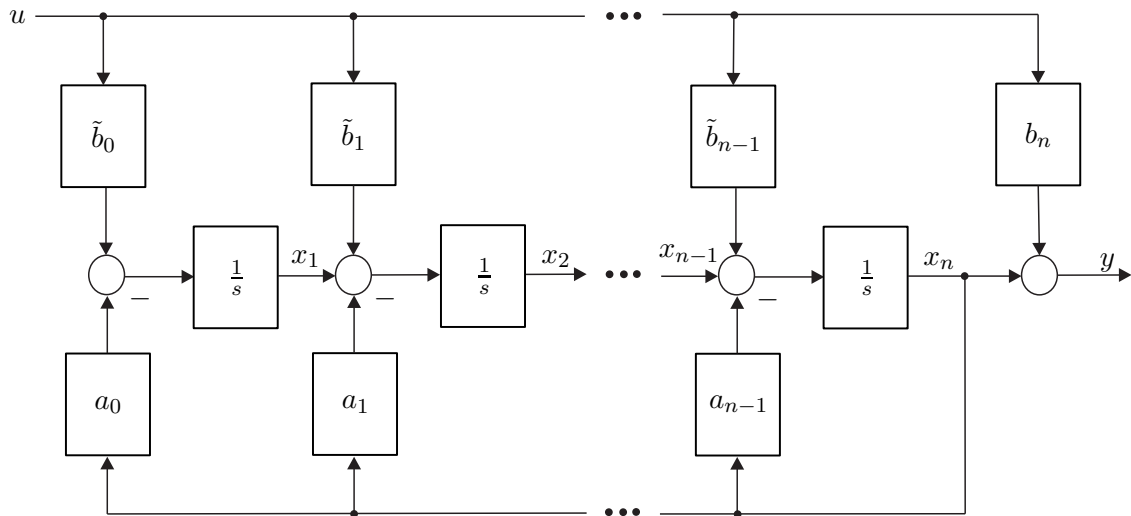 u
•••
b̃₀
b̃₁
b̃ₙ₋₁
bₙ
1/s
x₁
1/s
x₂
•••
xₙ₋₁
1/s
xₙ
y
−
−
−
a₀
a₁
aₙ₋₁
•••